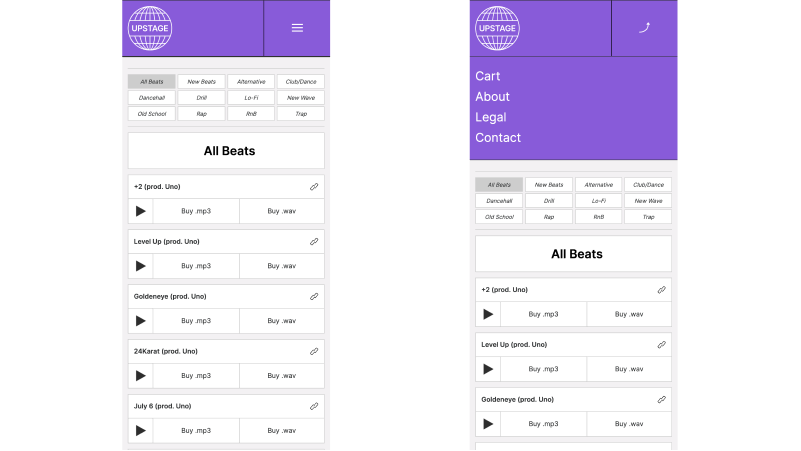 UPSTAGE
All Beats New Beats Alternative Club/Dance
Dancehall Drill Lo-Fi New Wave
Old School Rap RnB Trap
All Beats
+2 (prod. Uno)
Buy .mp3 Buy .wav
Level Up (prod. Uno)
Buy .mp3 Buy .wav
Goldeneye (prod. Uno)
Buy .mp3 Buy .wav
24Karat (prod. Uno)
Buy .mp3 Buy .wav
July 6 (prod. Uno)
Buy .mp3 Buy .wav
UPSTAGE
Cart
About
Legal
Contact
All Beats New Beats Alternative Club/Dance
Dancehall Drill Lo-Fi New Wave
Old School Rap RnB Trap
All Beats
+2 (prod. Uno)
Buy .mp3 Buy .wav
Level Up (prod. Uno)
Buy .mp3 Buy .wav
Goldeneye (prod. Uno)
Buy .mp3 Buy .wav